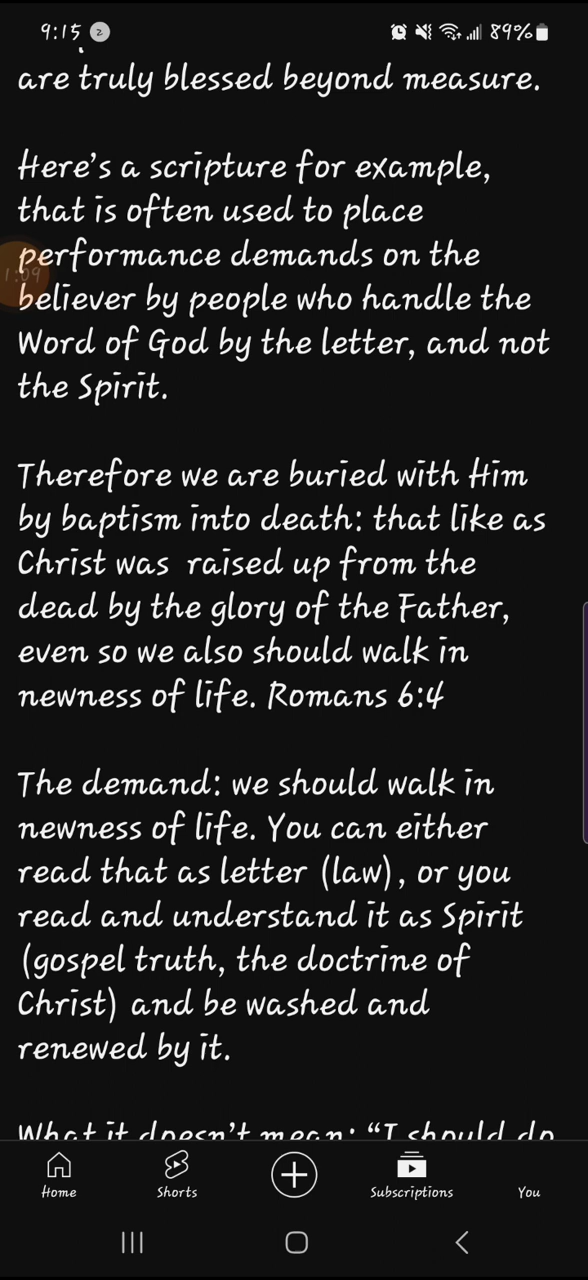 9:15 2 89%
are truly blessed beyond measure.
Here's a scripture for example,
that is often used to place
performance demands on the
1:09
believer by people who handle the
Word of God by the letter, and not
the Spirit.
Therefore we are buried with Him
by baptism into death: that like as
Christ was raised up from the
dead by the glory of the Father,
even so we also should walk in
newness of life. Romans 6:4
The demand: we should walk in
newness of life. You can either
read that as letter (law), or you
read and understand it as Spirit
(gospel truth, the doctrine of
Christ) and be washed and
renewed by it.
What it doesn't mean: "I should do
Home Shorts Subscriptions You